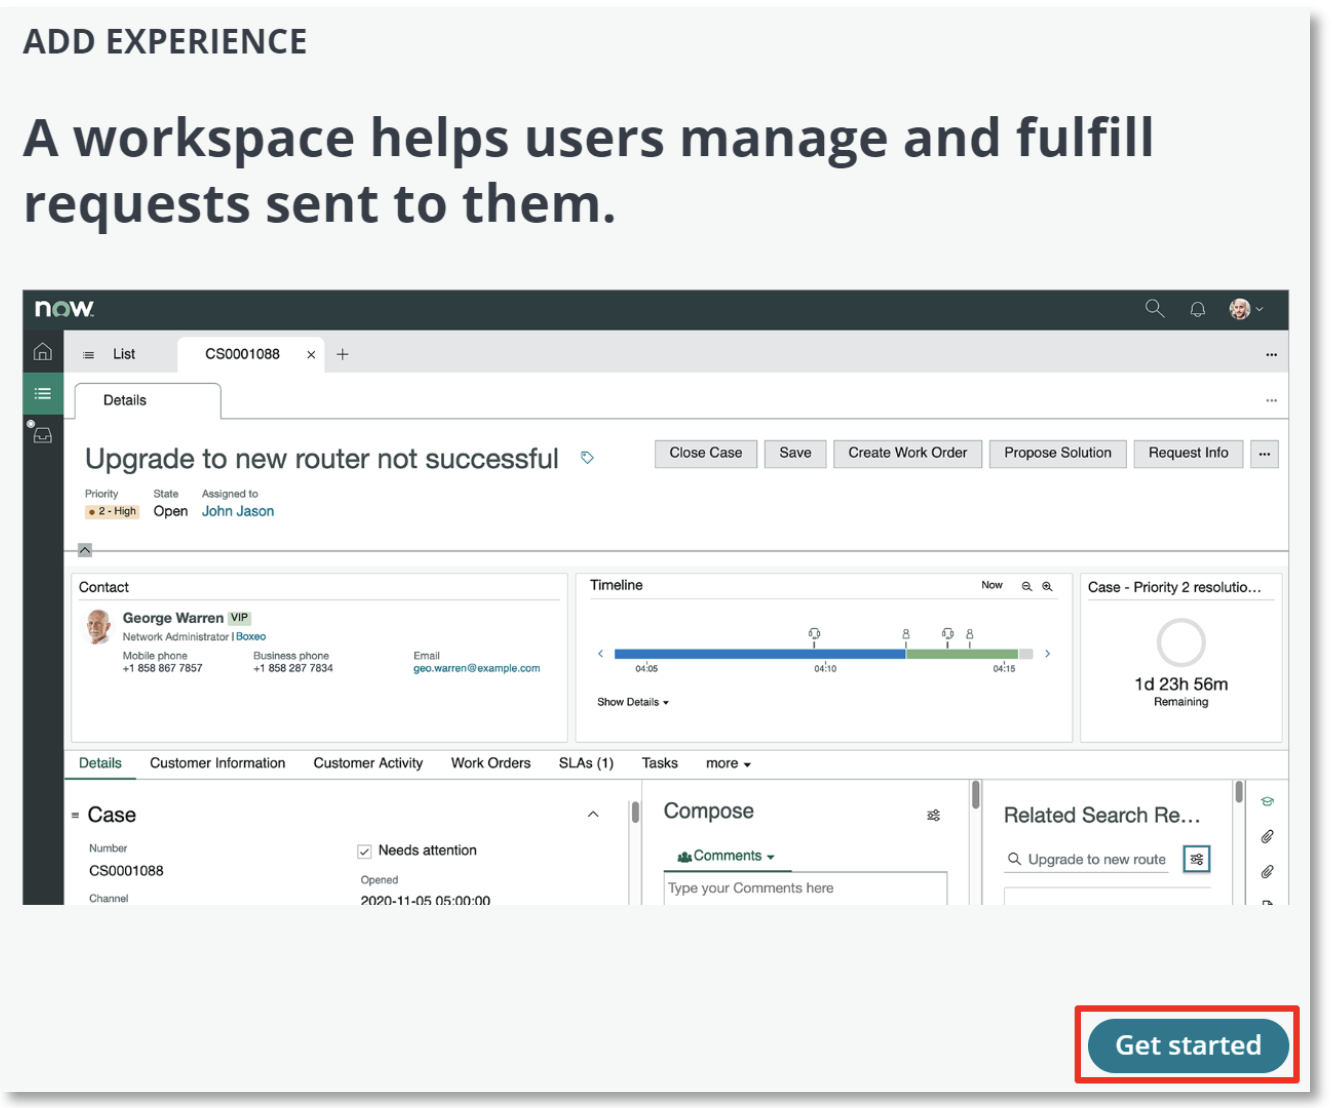 ADD EXPERIENCE
A workspace helps users manage and fulfill
requests sent to them.
now.
List
CS0001088
Details
Upgrade to new router not successful
Close Case
Save
Create Work Order
Propose Solution
Request Info
Priority
State
Assigned to
2 - High
Open
John Jason
Contact
George Warren VIP
Network Administrator | Boxeo
Mobile phone
+1 858 867 7857
Business phone
+1 858 287 7834
Email
geo.warren@example.com
Timeline
Now
04:05
04:10
04:15
Show Details
Case - Priority 2 resolutio...
1d 23h 56m
Remaining
Details
Customer Information
Customer Activity
Work Orders
SLAs (1)
Tasks
more
Case
Number
CS0001088
Channel
Needs attention
Opened
2020-11-05 05:00:00
Compose
Comments
Type your Comments here
Related Search Re...
Upgrade to new route
Get started